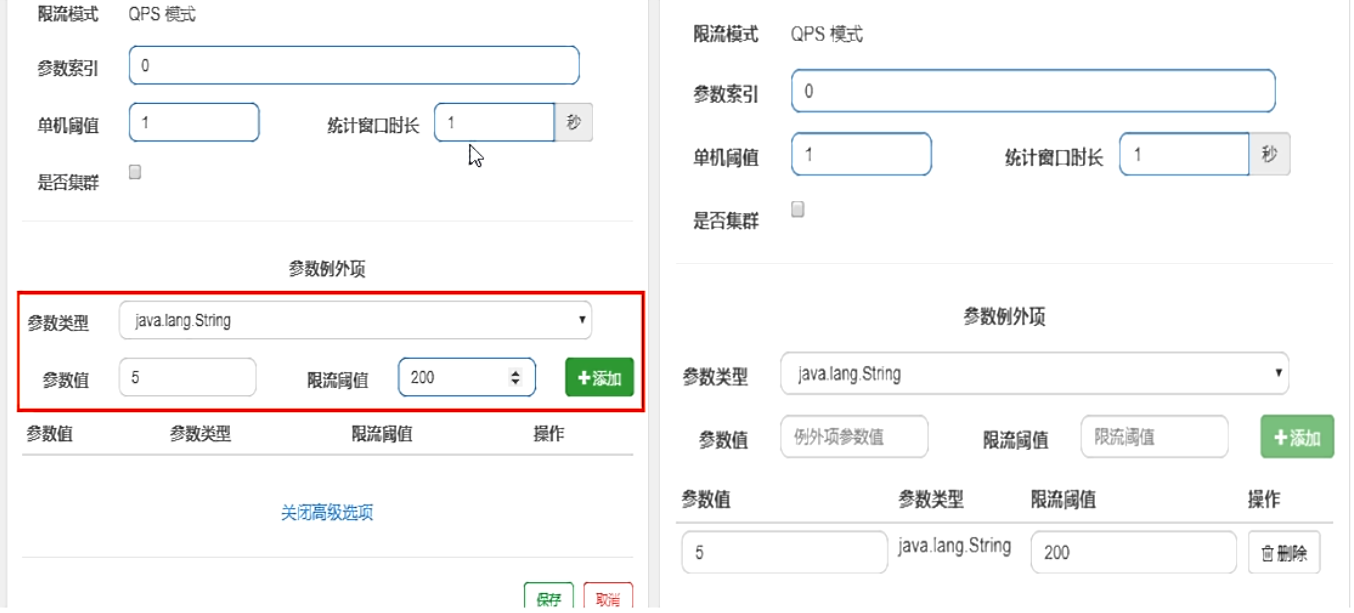 限流模式 QPS 模式
参数索引 0
单机阈值 1 统计窗口时长 1 秒
是否集群
参数例外项
参数类型 java.lang.String
参数值 5 限流阈值 200 +添加
参数值 参数类型 限流阈值 操作
关闭高级选项
保存 取消
限流模式 QPS 模式
参数索引 0
单机阈值 1 统计窗口时长 1 秒
是否集群
参数例外项
参数类型 java.lang.String
参数值 例外项参数值 限流阈值 限流阈值 +添加
参数值 参数类型 限流阈值 操作
5 java.lang.String 200 删除